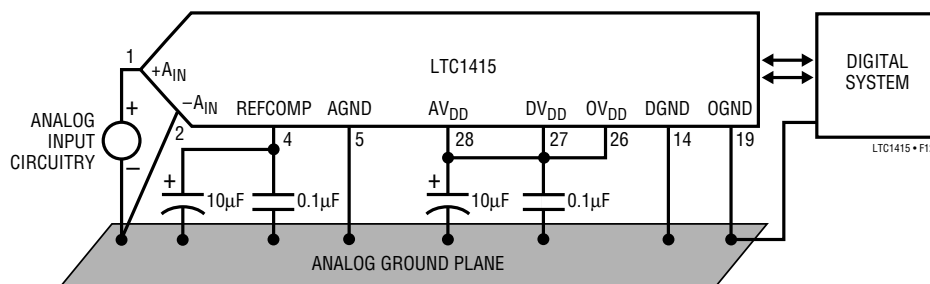 1
+AIN
LTC1415
DIGITAL
SYSTEM
−AIN
REFCOMP
AGND
AVDD
DVDD
OVDD
DGND
OGND
ANALOG
INPUT
CIRCUITRY
+
−
2
4
5
28
27
26
14
19
+
10µF
0.1µF
+
10µF
0.1µF
ANALOG GROUND PLANE
LTC1415 •